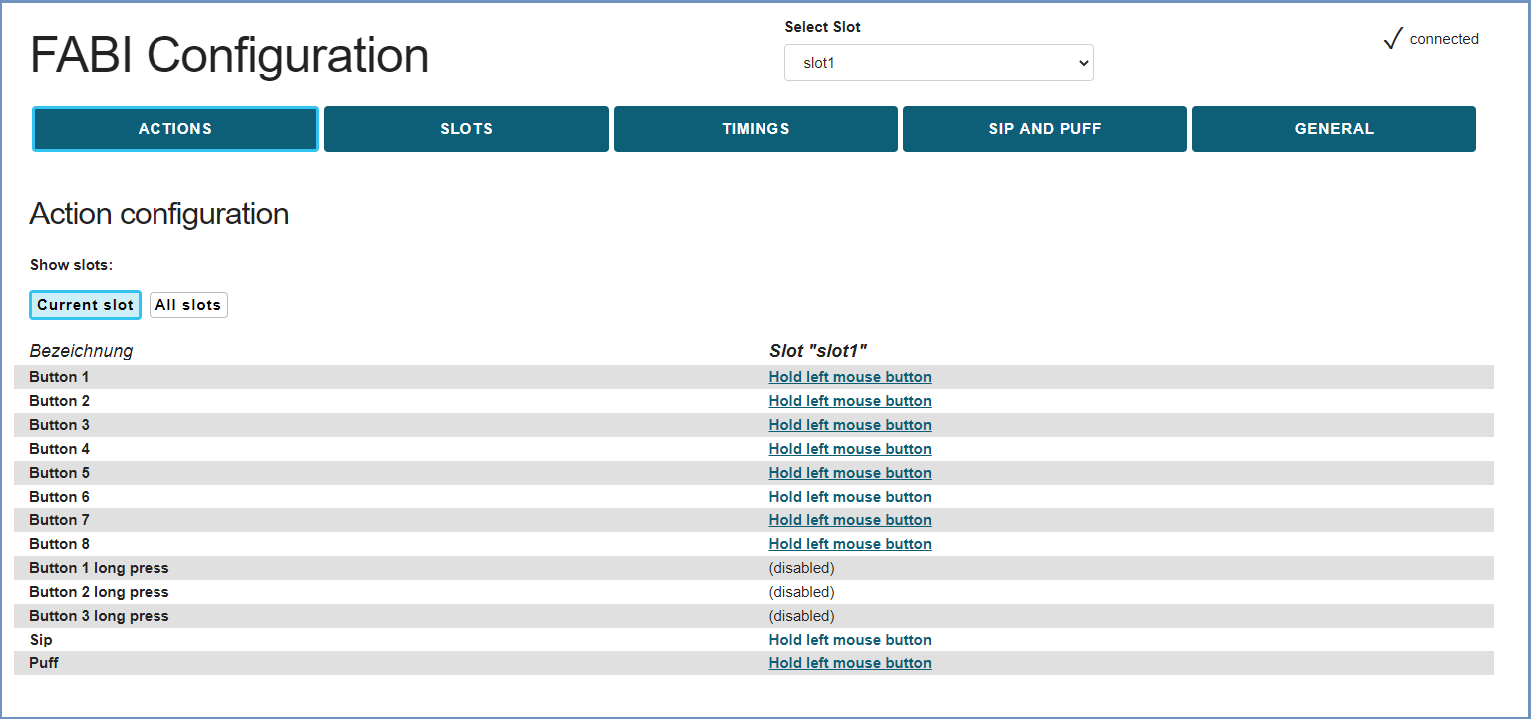 FABI Configuration
Select Slot
slot1
✓ connected
ACTIONS SLOTS TIMINGS SIP AND PUFF GENERAL
Action configuration
Show slots:
Current slot All slots
Bezeichnung Slot "slot1"
Button 1 Hold left mouse button
Button 2 Hold left mouse button
Button 3 Hold left mouse button
Button 4 Hold left mouse button
Button 5 Hold left mouse button
Button 6 Hold left mouse button
Button 7 Hold left mouse button
Button 8 Hold left mouse button
Button 1 long press (disabled)
Button 2 long press (disabled)
Button 3 long press (disabled)
Sip Hold left mouse button
Puff Hold left mouse button